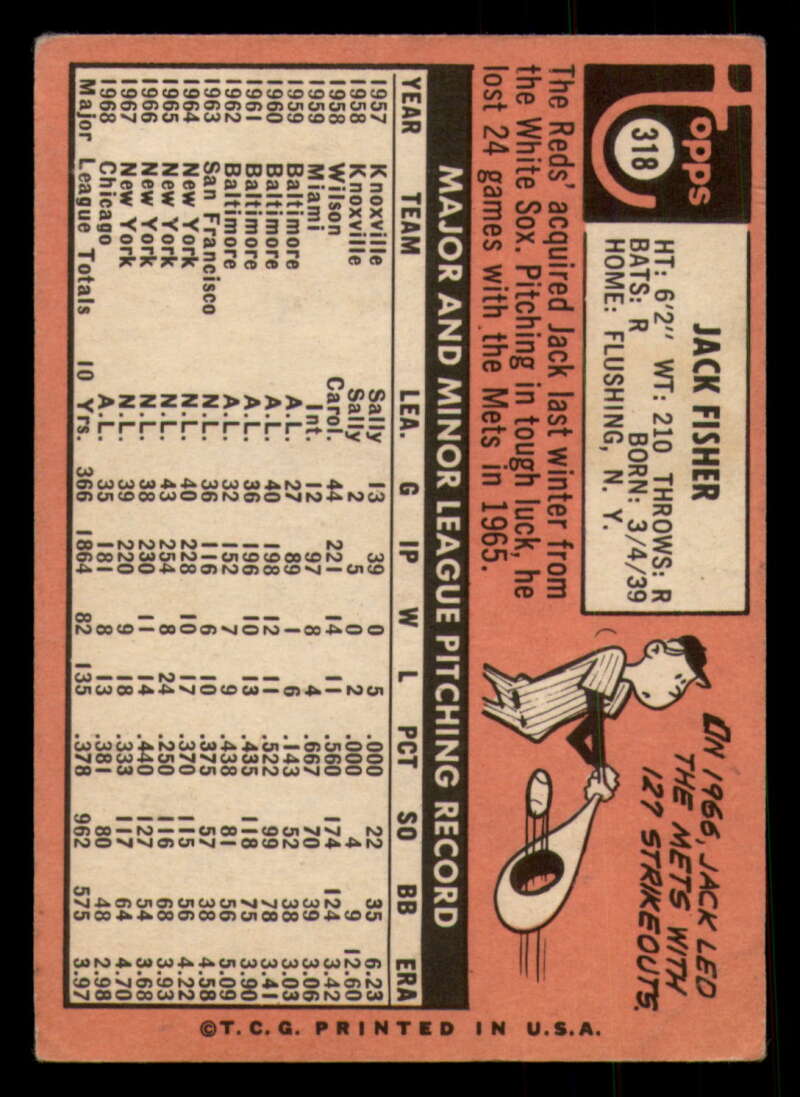 Topps
318
JACK FISHER
HT: 6'2" WT: 210 THROWS: R
BATS: R BORN: 3/4/39
HOME: FLUSHING, N. Y.
The Reds' acquired Jack last winter from
the White Sox. Pitching in tough luck, he
lost 24 games with the Mets in 1965.
IN 1966, JACK LED
THE METS WITH
127 STRIKEOUTS.
MAJOR AND MINOR LEAGUE PITCHING RECORD
YEAR TEAM LEA. G IP W L PCT SO BB ERA
1957 Knoxville Sally 13 39 0 5 .000 22 35 6.23
1958 Knoxville Sally 2 5 0 2 .000 4 9 12.60
1958 Wilson Carol. 44 221 14 11 .560 174 124 3.42
1959 Miami Int. 12 97 8 4 .667 70 39 3.06
1959 Baltimore A.L. 27 89 1 6 .143 52 38 3.03
1960 Baltimore A.L. 40 198 12 11 .522 99 78 3.41
1961 Baltimore A.L. 36 196 10 13 .435 118 75 3.90
1962 Baltimore A.L. 32 152 7 9 .438 81 56 5.09
1963 San Francisco N.L. 36 116 6 10 .375 57 38 4.58
1964 New York N.L. 40 228 10 17 .370 115 56 4.22
1965 New York N.L. 43 254 8 24 .250 116 68 3.93
1966 New York N.L. 38 230 11 14 .440 127 54 3.68
1967 New York N.L. 39 220 9 18 .333 117 64 4.70
1968 Chicago A.L. 35 181 8 13 .381 80 48 2.98
Major League Totals 10 Yrs. 366 1864 82 135 .378 962 575 3.97
©T.C.G. PRINTED IN U.S.A.